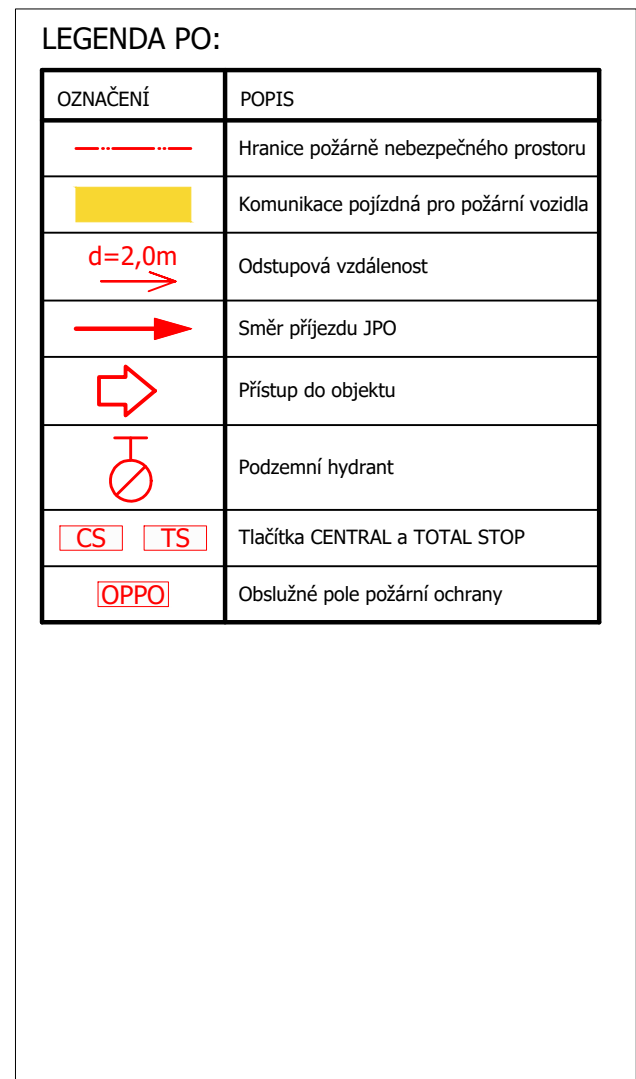 LEGENDA PO:
OZNAČENÍ POPIS
Hranice požárně nebezpečného prostoru
Komunikace pojízdná pro požární vozidla
d=2,0m Odstupová vzdálenost
Směr příjezdu JPO
Přístup do objektu
Podzemní hydrant
CS TS Tlačítka CENTRAL a TOTAL STOP
OPPO Obslužné pole požární ochrany